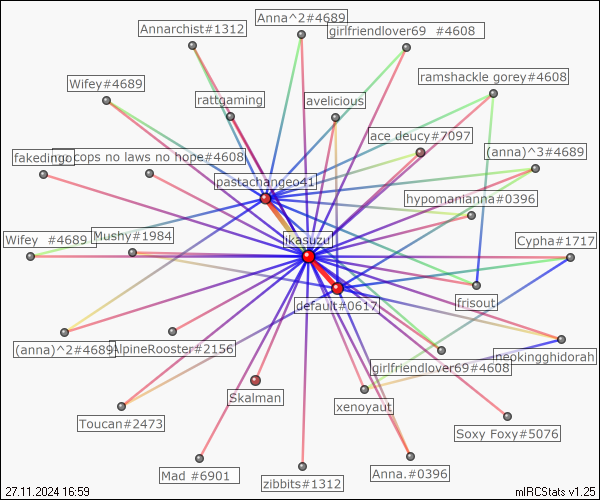 Anna^2#4689
Annarchist#1312
girlfriendlover69 #4608
ramshackle gorey#4608
Wifey#4689
rattgaming
avelicious
ace deucy#7097
fakedingo
cops no laws no hope#4608
(anna)^3#4689
pastachangeo41
hypomanianna#0396
Wifey #4689
Mushy#1984
jkasuzu
Cypha#1717
default#0617
frisout
(anna)^2#4689
AlpineRooster#2156
neokingghidorah
girlfriendlover69#4608
Skalman
xenoyaut
Toucan#2473
Soxy Foxy#5076
Mad #6901
zibbits#1312
Anna.#0396
27.11.2024 16:59
mIRCStats v1.25